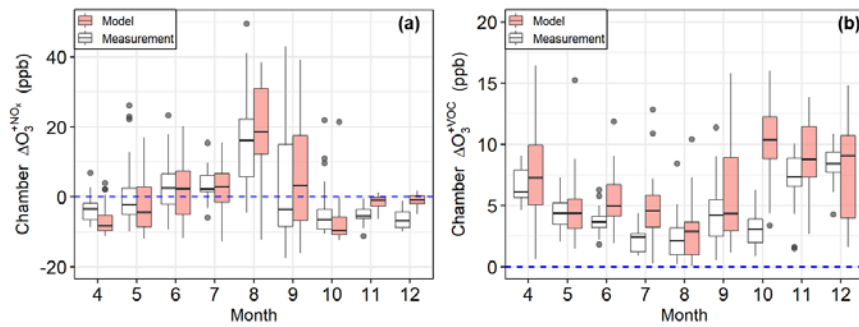 Model
Measurement
(a)
Chamber ΔO₃⁺ᴺᴼˣ (ppb)
40
20
0
-20
4 5 6 7 8 9 10 11 12
Month
Model
Measurement
(b)
Chamber ΔO₃⁺ⱽᴼᶜ (ppb)
20
15
10
5
0
4 5 6 7 8 9 10 11 12
Month